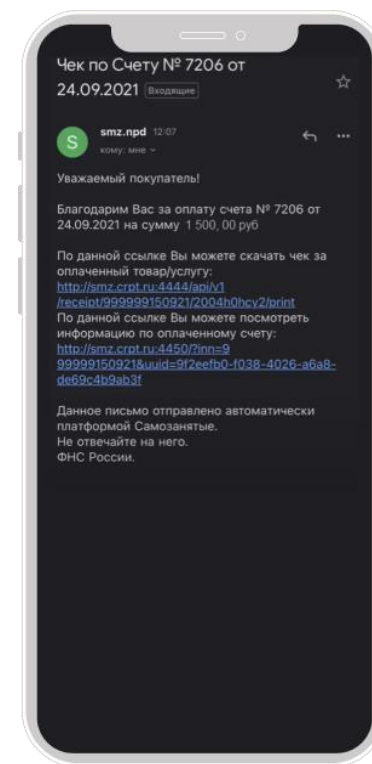 Чек по Счету № 7206 от
24.09.2021 Входящие
S
smz.npd 12:07
кому: мне
Уважаемый покупатель!
Благодарим Вас за оплату счета № 7206 от
24.09.2021 на сумму 1 500, 00 руб
По данной ссылке Вы можете скачать чек за
оплаченный товар/услугу:
http://smz.crpt.ru:4444/api/v1
/receipt/999999150921/2004h0hcy2/print
По данной ссылке Вы можете посмотреть
информацию по оплаченному счету:
http://smz.crpt.ru:4450/?inn=9
99999150921&uuid=9f2eefb0-f038-4026-a6a8-
de69c4b9ab3f
Данное письмо отправлено автоматически
платформой Самозанятые.
Не отвечайте на него.
ФНС России.